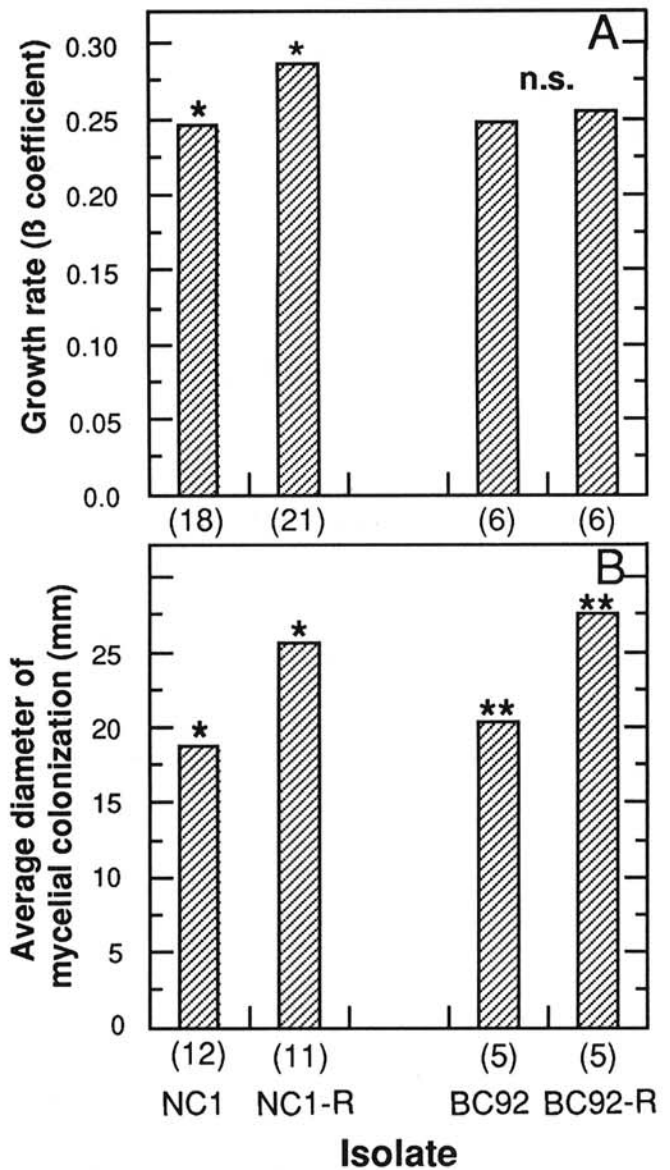 A
Growth rate (ß coefficient)
0.30
0.25
0.20
0.15
0.10
0.05
0.0
*
*
n.s.
(18) (21) (6) (6)
B
Average diameter of
mycelial colonization (mm)
25
20
15
10
5
0
*
*
**
**
(12) (11) (5) (5)
NC1 NC1-R BC92 BC92-R
Isolate